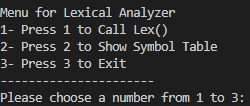 Menu for Lexical Analyzer
1- Press 1 to Call Lex()
2- Press 2 to Show Symbol Table
3- Press 3 to Exit
----------------------
Please choose a number from 1 to 3: